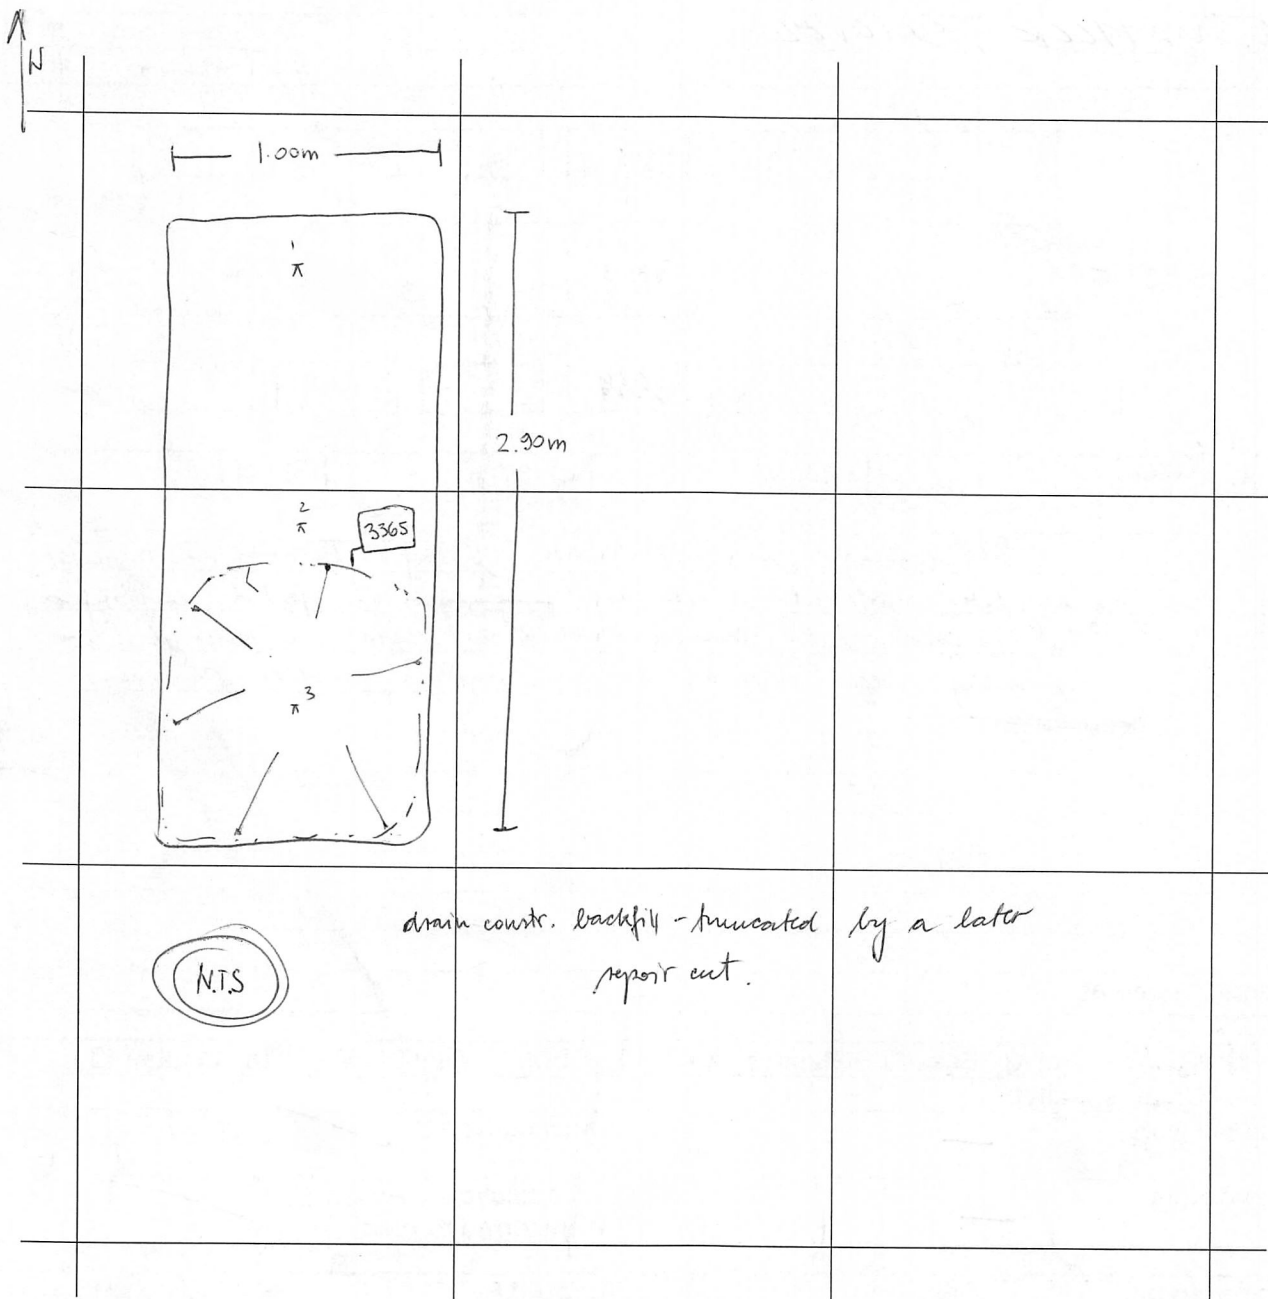 N
1.00m
1
2.90m
2
3365
3
drain constr. backfill - truncated by a later
repair cut.
N.T.S